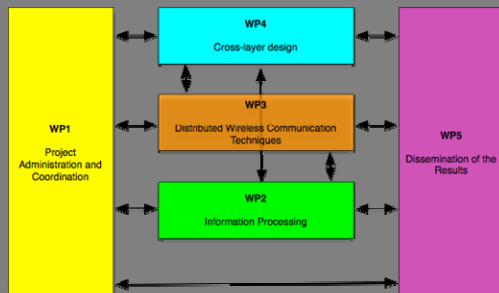 WP4
Cross-layer design
WP3
Distributed Wireless Communication
Techniques
WP1
Project
Administration and
Coordination
WP5
Dissemination of the
Results
WP2
Information Processing